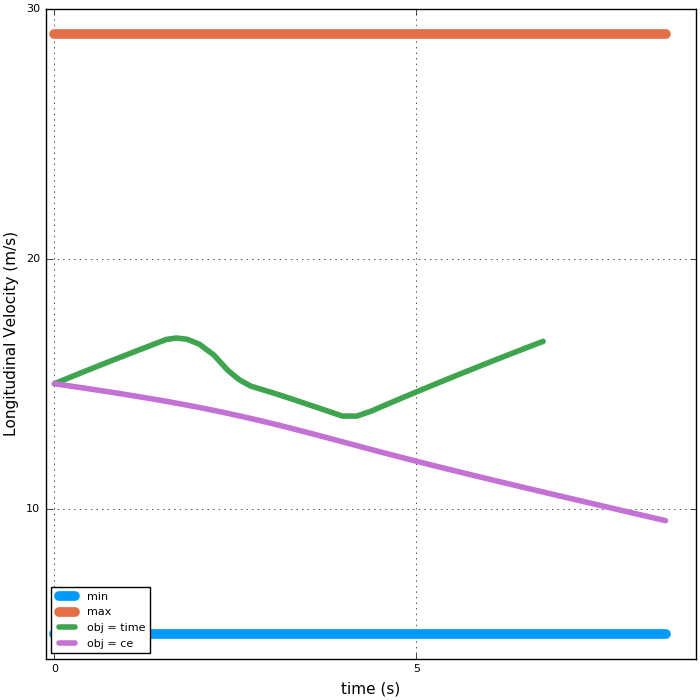 30
20
10
Longitudinal Velocity (m/s)
min
max
obj = time
obj = ce
0
5
time (s)